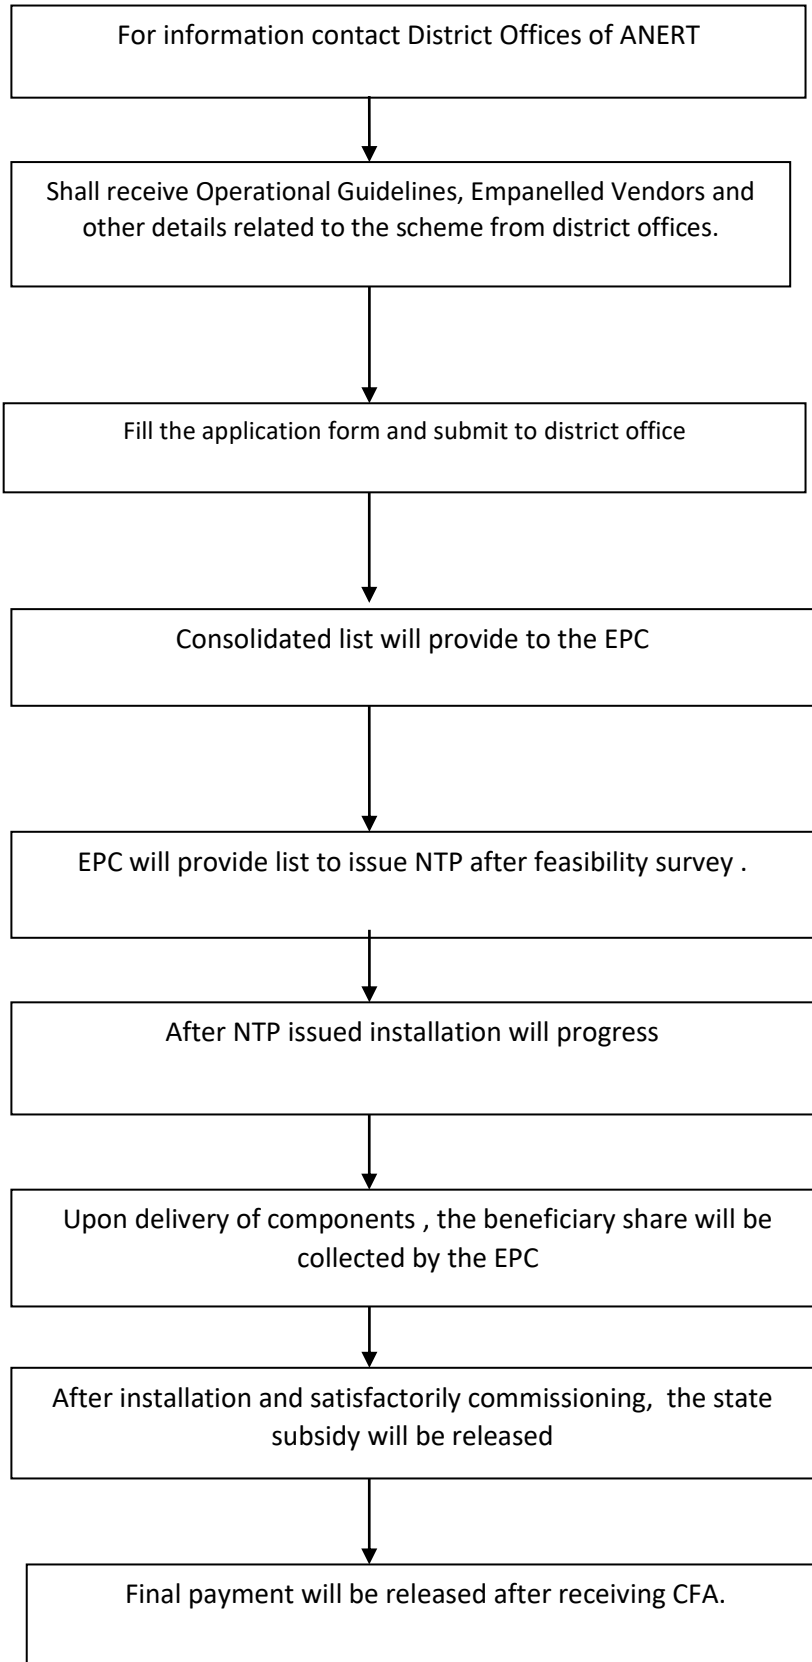 For information contact District Offices of ANERT
Shall receive Operational Guidelines, Empanelled Vendors and
other details related to the scheme from district offices.
Fill the application form and submit to district office
Consolidated list will provide to the EPC
EPC will provide list to issue NTP after feasibility survey .
After NTP issued installation will progress
Upon delivery of components , the beneficiary share will be
collected by the EPC
After installation and satisfactorily commissioning,  the state
subsidy will be released
Final payment will be released after receiving CFA.